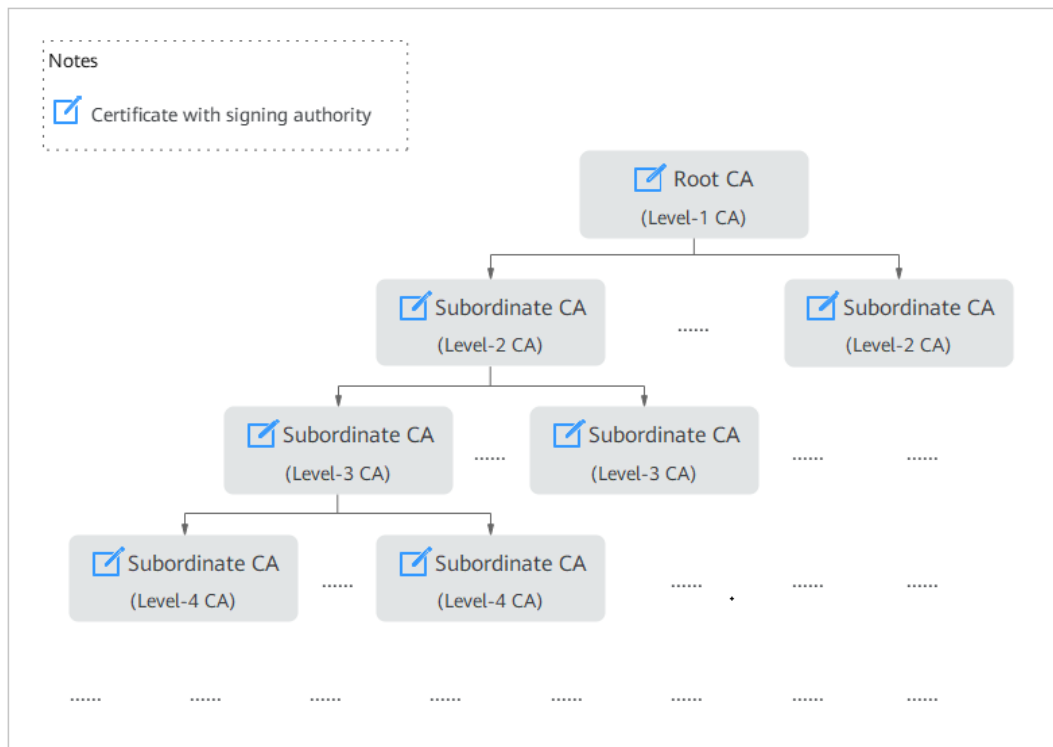 Notes
Certificate with signing authority
Root CA
(Level-1 CA)
Subordinate CA
(Level-2 CA)
......
Subordinate CA
(Level-2 CA)
Subordinate CA
(Level-3 CA)
......
Subordinate CA
(Level-3 CA)
......
......
Subordinate CA
(Level-4 CA)
......
Subordinate CA
(Level-4 CA)
......
......
......
......
......
......
......
......
......
......
......